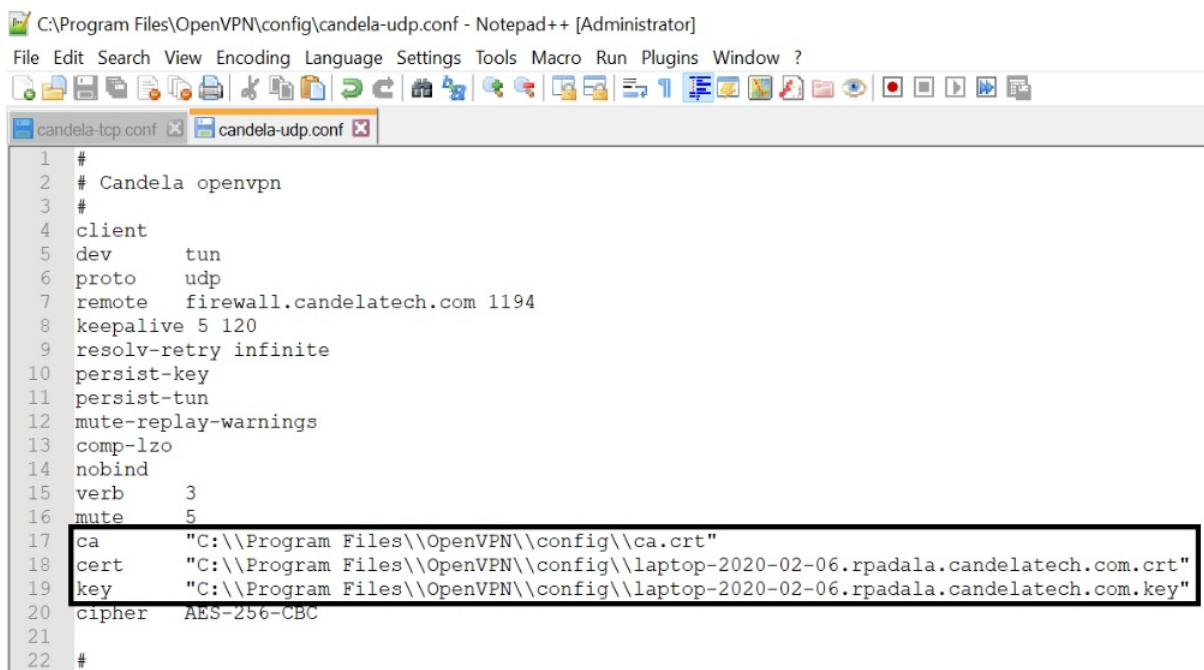 C:\Program Files\OpenVPN\config\candela-udp.conf - Notepad++ [Administrator]
File Edit Search View Encoding Language Settings Tools Macro Run Plugins Window ?
candela-tcp.conf candela-udp.conf
1 #
2 # Candela openvpn
3 #
4 client
5 dev tun
6 proto udp
7 remote firewall.candelatech.com 1194
8 keepalive 5 120
9 resolv-retry infinite
10 persist-key
11 persist-tun
12 mute-replay-warnings
13 comp-lzo
14 nobind
15 verb 3
16 mute 5
17 ca "C:\\Program Files\\OpenVPN\\config\\ca.crt"
18 cert "C:\\Program Files\\OpenVPN\\config\\laptop-2020-02-06.rpadala.candelatech.com.crt"
19 key "C:\\Program Files\\OpenVPN\\config\\laptop-2020-02-06.rpadala.candelatech.com.key"
20 cipher AES-256-CBC
21
22 #